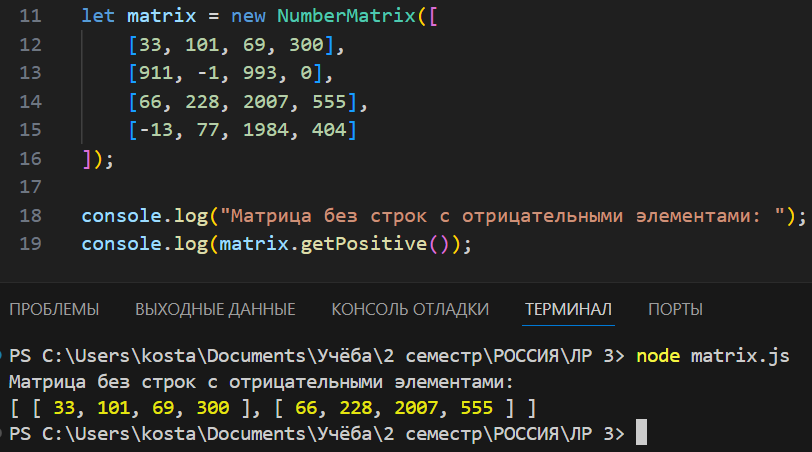 11 let matrix = new NumberMatrix([
12     [33, 101, 69, 300],
13     [911, -1, 993, 0],
14     [66, 228, 2007, 555],
15     [-13, 77, 1984, 404]
16 ]);
17
18 console.log("Матрица без строк с отрицательными элементами: ");
19 console.log(matrix.getPositive());
ПРОБЛЕМЫ ВЫХОДНЫЕ ДАННЫЕ КОНСОЛЬ ОТЛАДКИ ТЕРМИНАЛ ПОРТЫ
PS C:\Users\kosta\Documents\Учёба\2 семестр\РОССИЯ\ЛР 3> node matrix.js
Матрица без строк с отрицательными элементами:
[ [ 33, 101, 69, 300 ], [ 66, 228, 2007, 555 ] ]
PS C:\Users\kosta\Documents\Учёба\2 семестр\РОССИЯ\ЛР 3>